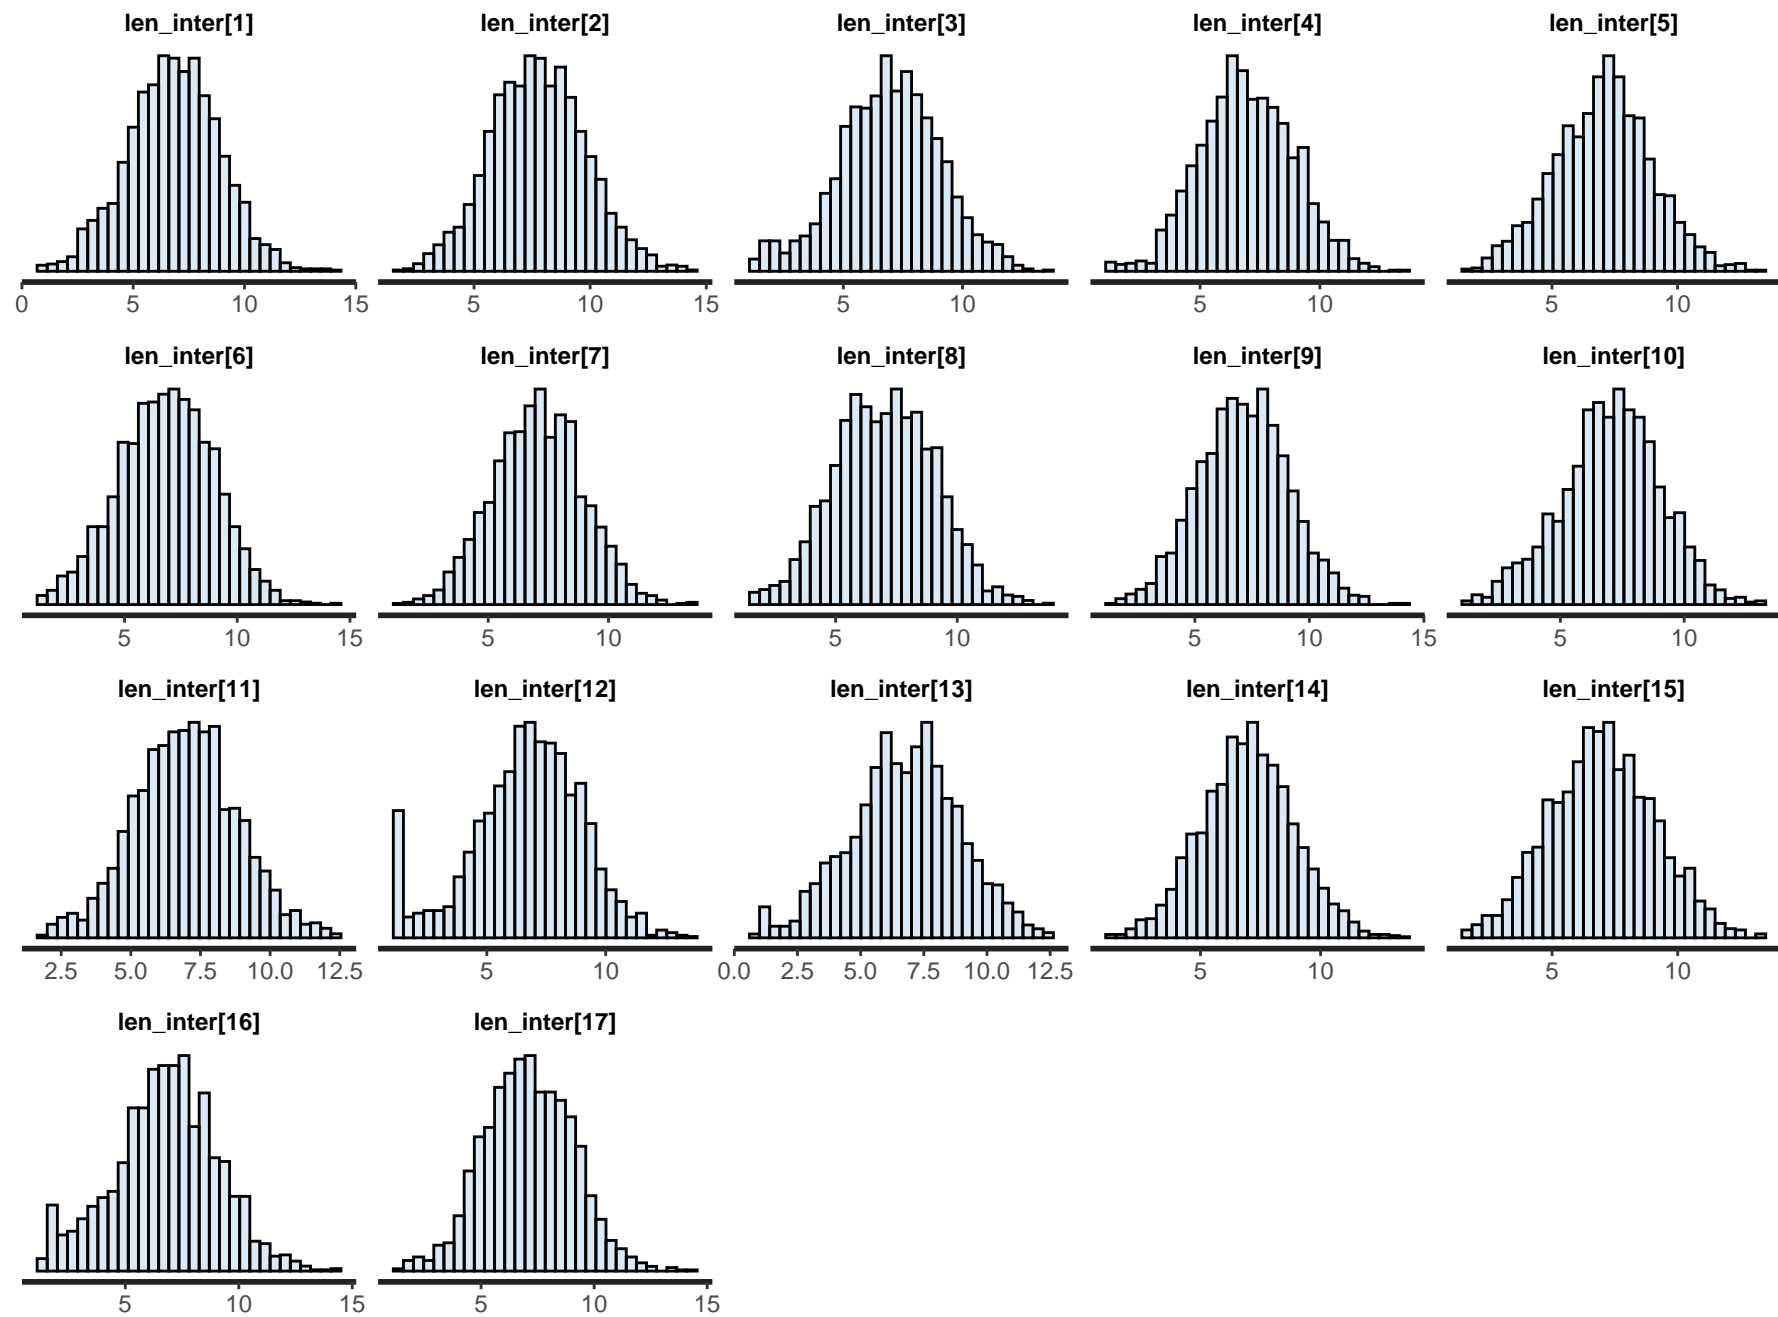 len_inter[1] len_inter[2] len_inter[3] len_inter[4] len_inter[5]
0 5 10 15 5 10 15 5 10 5 10 5 10
len_inter[6] len_inter[7] len_inter[8] len_inter[9] len_inter[10]
5 10 15 5 10 5 10 5 10 15 5 10
len_inter[11] len_inter[12] len_inter[13] len_inter[14] len_inter[15]
2.5 5.0 7.5 10.0 12.5 5 10 0.0 2.5 5.0 7.5 10.0 12.5 5 10 5 10
len_inter[16] len_inter[17]
5 10 15 5 10 15